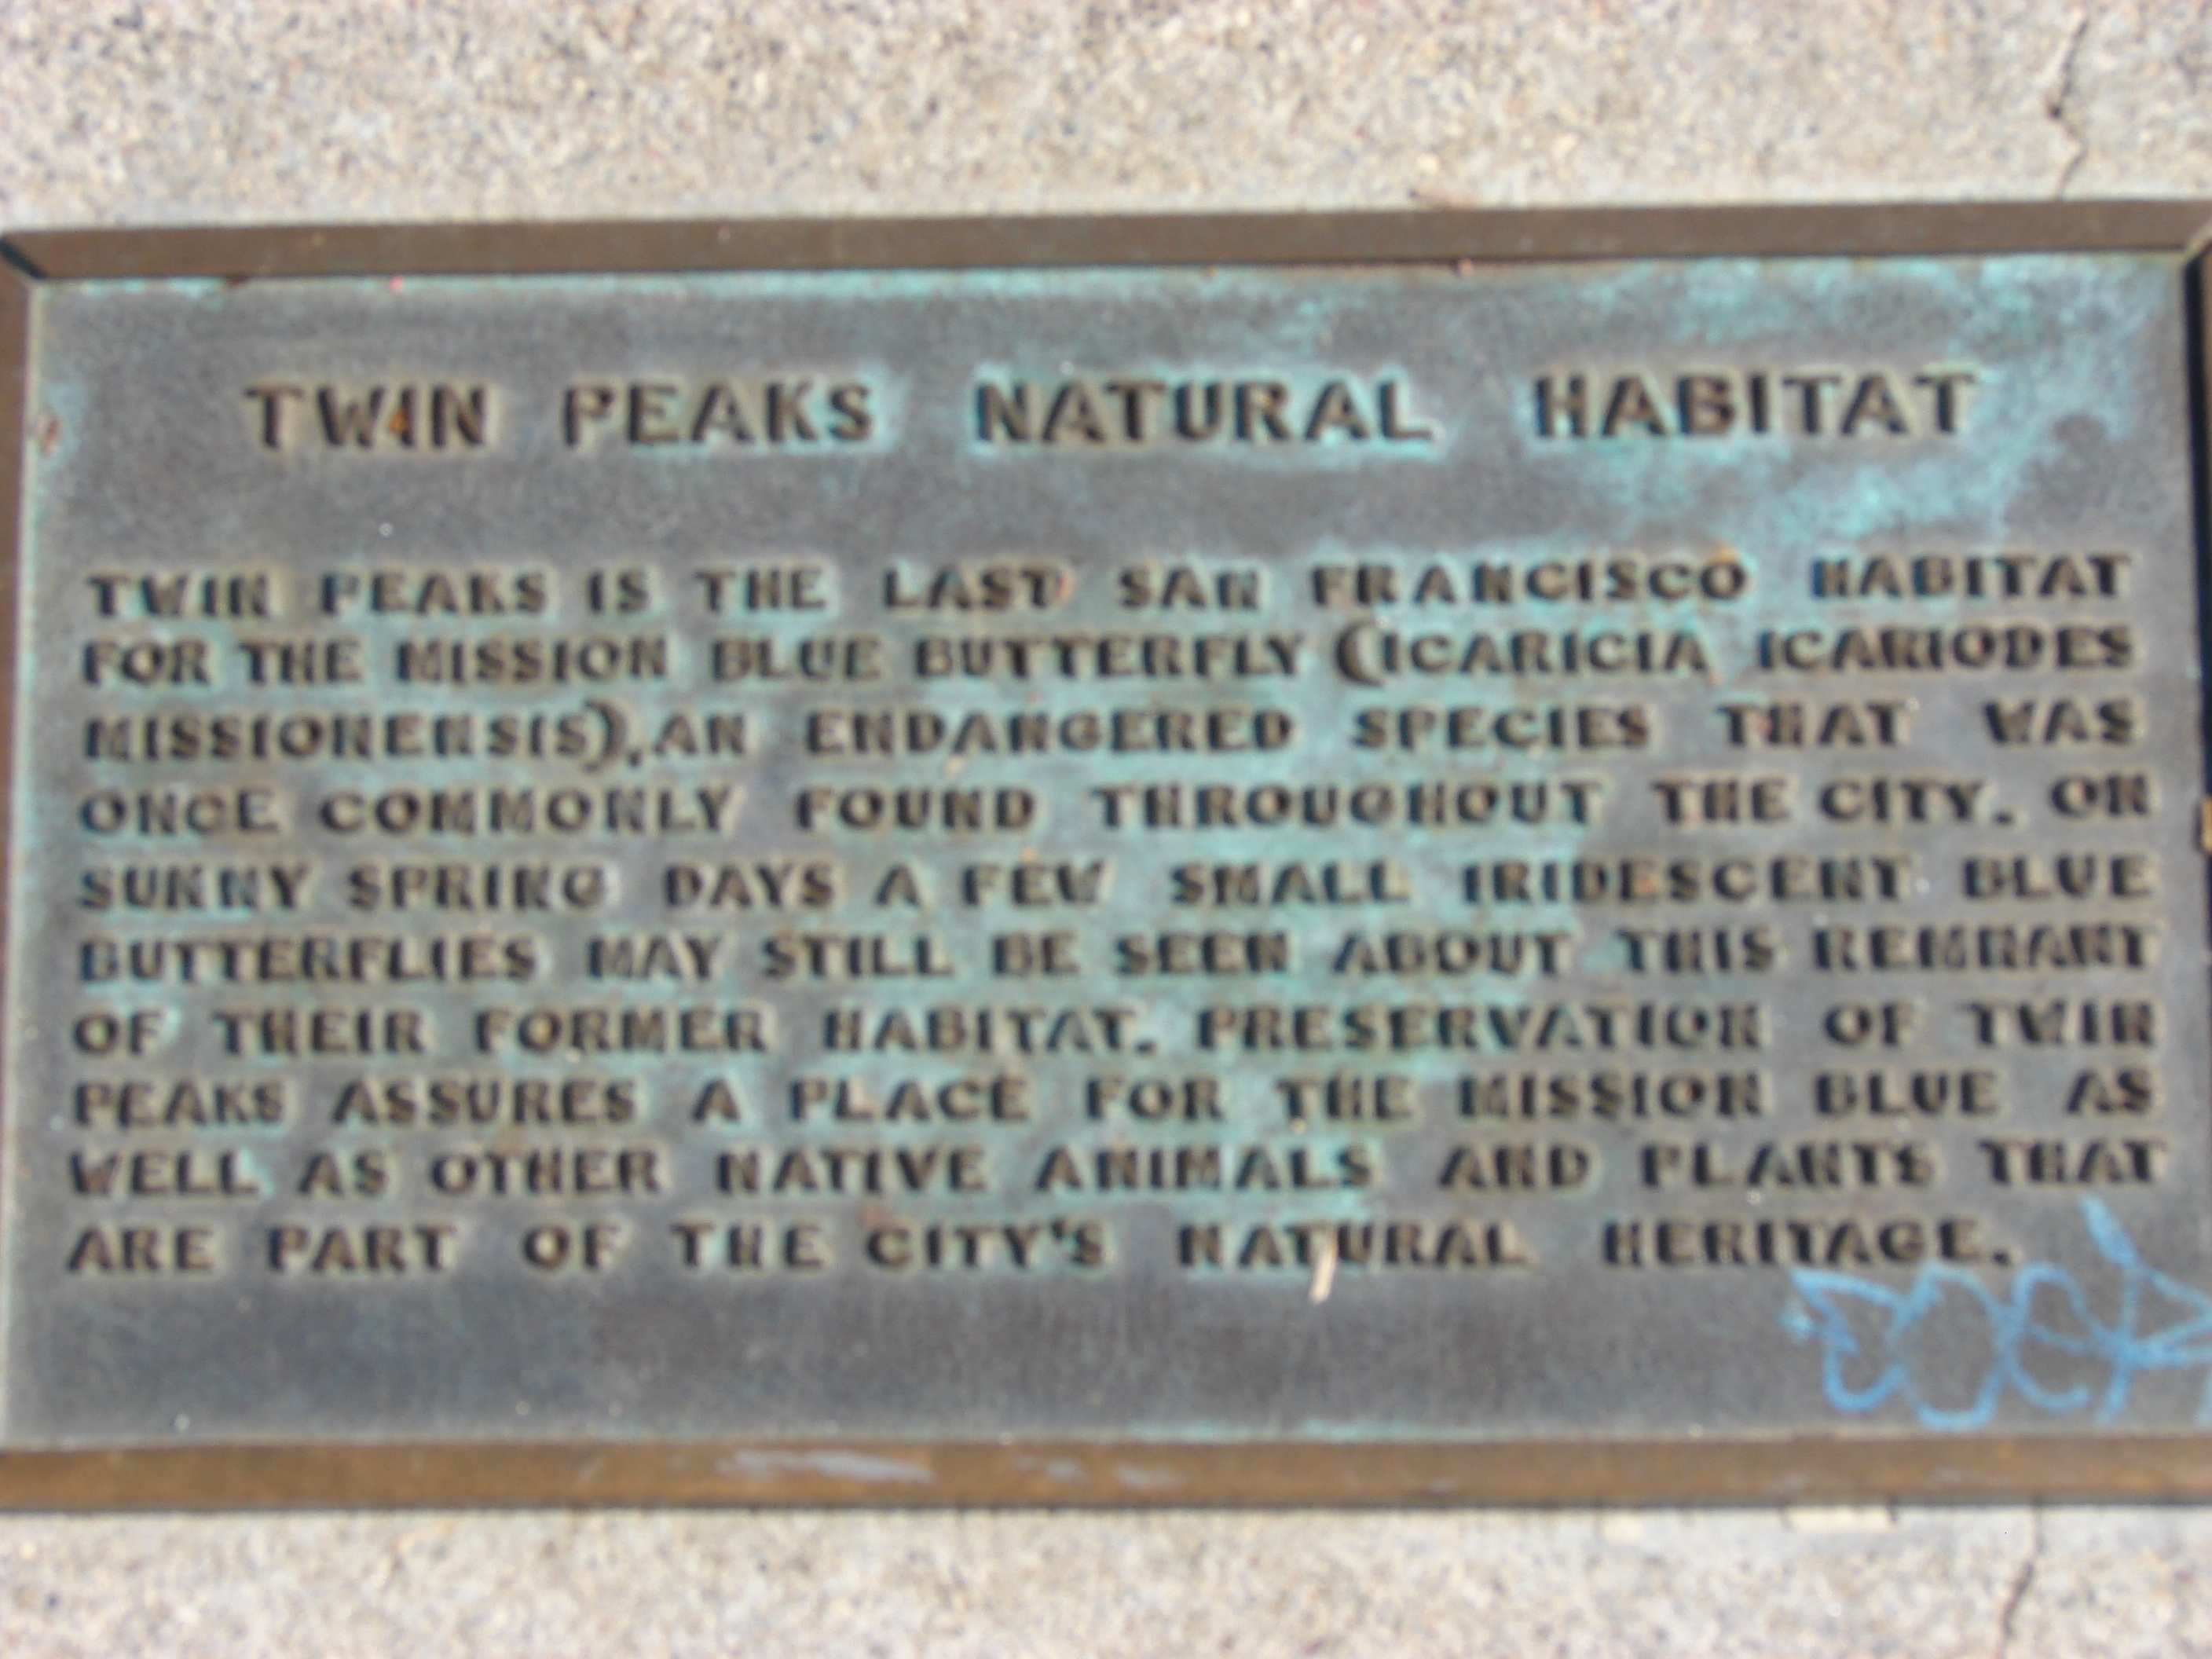 TWIN PEAKS NATURAL HABITAT
TWIN PEAKS IS THE LAST SAN FRANCISCO HABITAT
FOR THE MISSION BLUE BUTTERFLY (ICARICIA ICARIODES
MISSIONENSIS),AN ENDANGERED SPECIES THAT WAS
ONCE COMMONLY FOUND THROUGHOUT THE CITY. ON
SUNNY SPRING DAYS A FEW SMALL IRIDESCENT BLUE
BUTTERFLIES MAY STILL BE SEEN ABOUT THIS REMNANT
OF THEIR FORMER HABITAT. PRESERVATION OF TWIN
PEAKS ASSURES A PLACE FOR THE MISSION BLUE AS
WELL AS OTHER NATIVE ANIMALS AND PLANTS THAT
ARE PART OF THE CITY'S NATURAL HERITAGE.